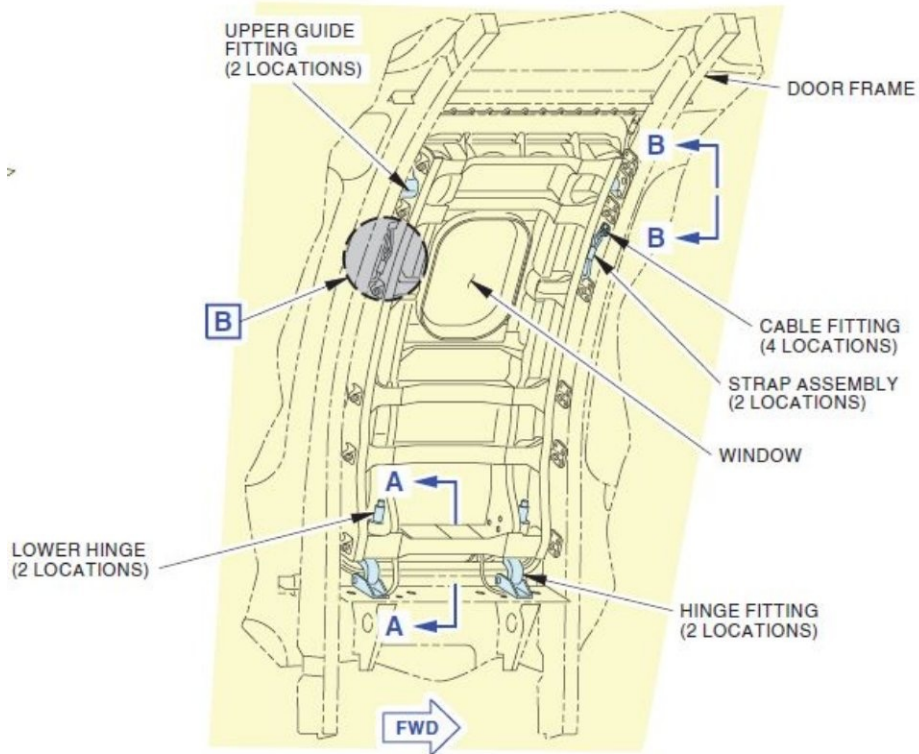 UPPER GUIDE
FITTING
(2 LOCATIONS)
DOOR FRAME
B
B
B
CABLE FITTING
(4 LOCATIONS)
STRAP ASSEMBLY
(2 LOCATIONS)
WINDOW
A
LOWER HINGE
(2 LOCATIONS)
HINGE FITTING
(2 LOCATIONS)
A
FWD